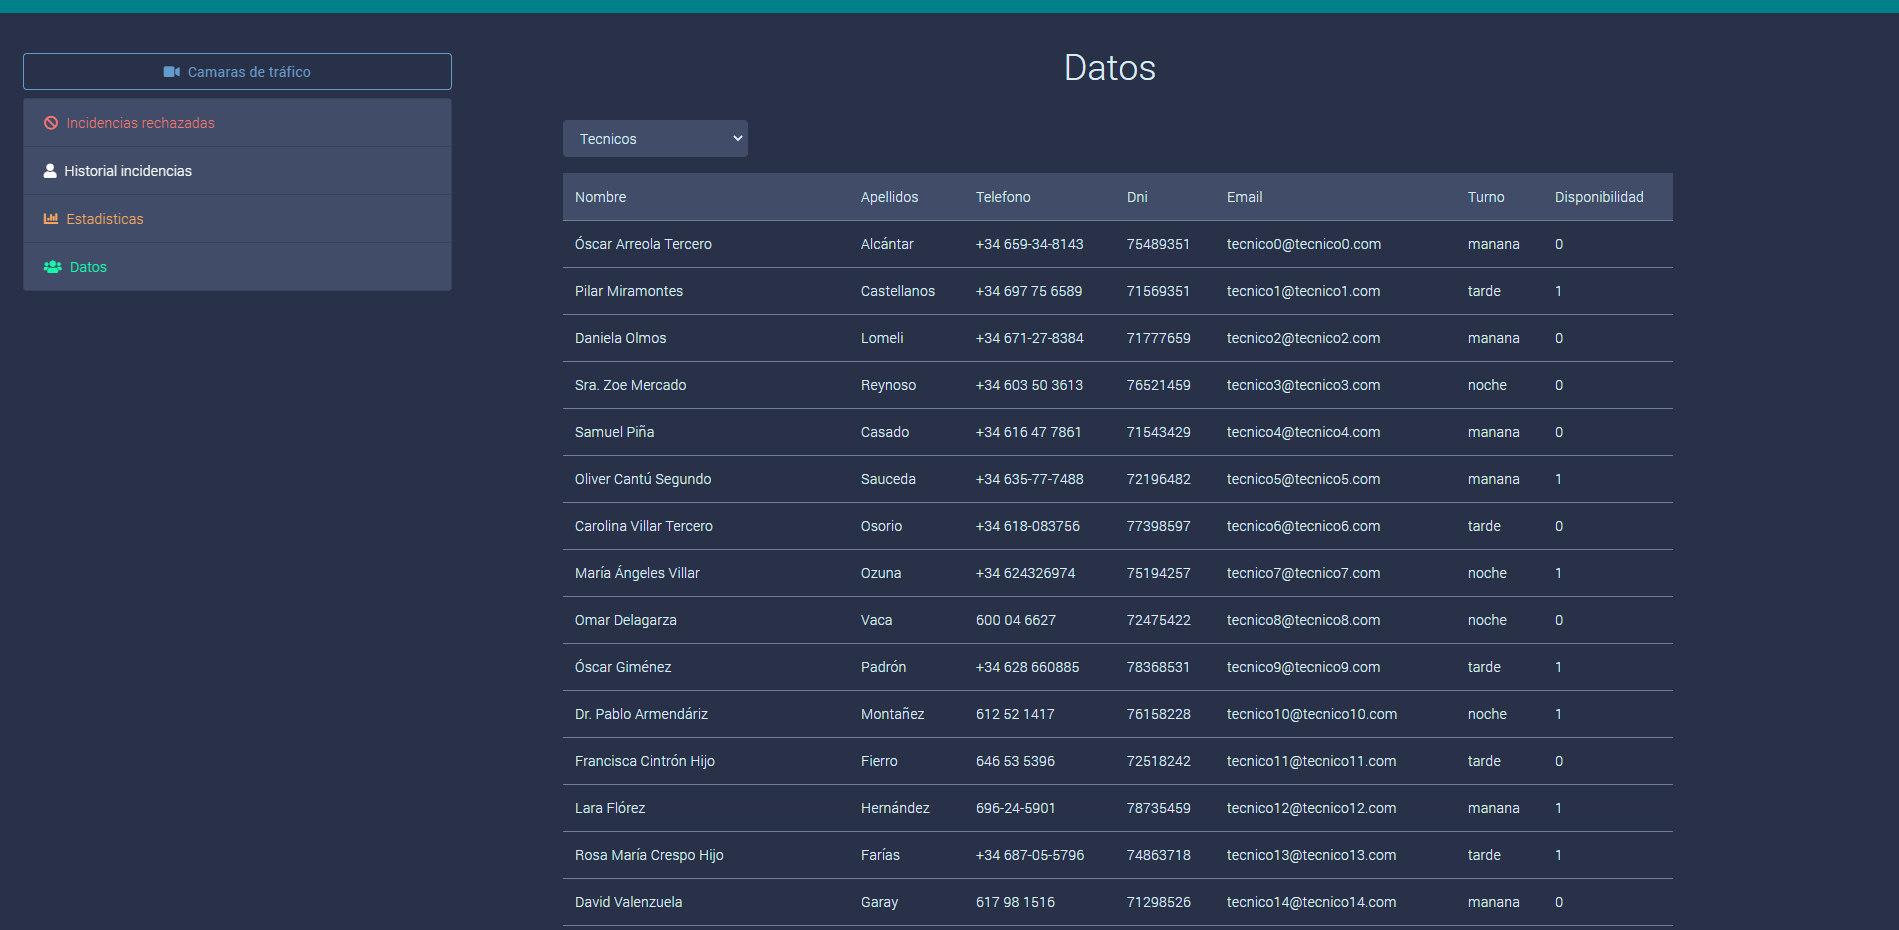 Camaras de tráfico
Incidencias rechazadas
Historial incidencias
Estadisticas
Datos
Datos
Tecnicos
Nombre Apellidos Telefono Dni Email Turno Disponibilidad
Óscar Arreola Tercero Alcántar +34 659-34-8143 75489351 tecnico0@tecnico0.com manana 0
Pilar Miramontes Castellanos +34 697 75 6589 71569351 tecnico1@tecnico1.com tarde 1
Daniela Olmos Lomeli +34 671-27-8384 71777659 tecnico2@tecnico2.com manana 0
Sra. Zoe Mercado Reynoso +34 603 50 3613 76521459 tecnico3@tecnico3.com noche 0
Samuel Piña Casado +34 616 47 7861 71543429 tecnico4@tecnico4.com manana 0
Oliver Cantú Segundo Sauceda +34 635-77-7488 72196482 tecnico5@tecnico5.com manana 1
Carolina Villar Tercero Osorio +34 618-083756 77398597 tecnico6@tecnico6.com tarde 0
María Ángeles Villar Ozuna +34 624326974 75194257 tecnico7@tecnico7.com noche 1
Omar Delagarza Vaca 600 04 6627 72475422 tecnico8@tecnico8.com noche 0
Óscar Giménez Padrón +34 628 660885 78368531 tecnico9@tecnico9.com tarde 1
Dr. Pablo Armendáriz Montañez 612 52 1417 76158228 tecnico10@tecnico10.com noche 1
Francisca Cintrón Hijo Fierro 646 53 5396 72518242 tecnico11@tecnico11.com tarde 0
Lara Flórez Hernández 696-24-5901 78735459 tecnico12@tecnico12.com manana 1
Rosa María Crespo Hijo Farías +34 687-05-5796 74863718 tecnico13@tecnico13.com tarde 1
David Valenzuela Garay 617 98 1516 71298526 tecnico14@tecnico14.com manana 0